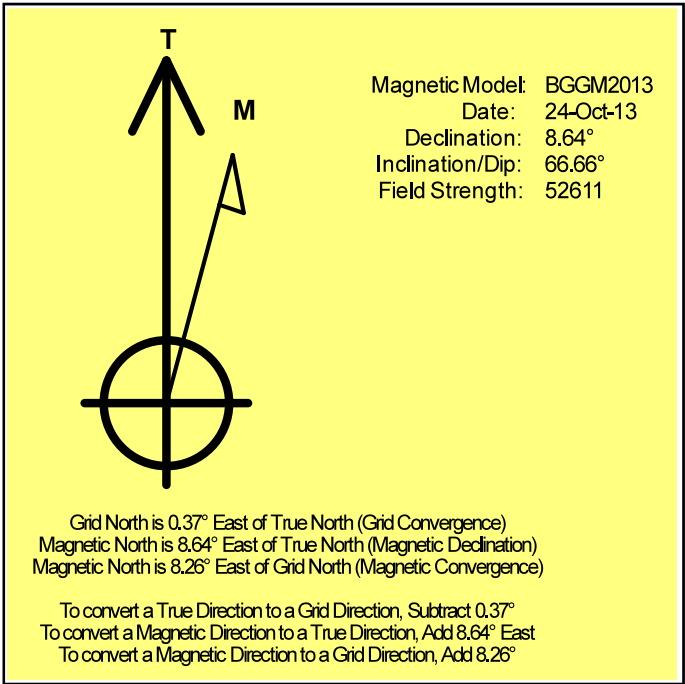 T
M
Magnetic Model: BGGM2013
Date: 24-Oct-13
Declination: 8.64°
Inclination/Dip: 66.66°
Field Strength: 52611
Grid North is 0.37° East of True North (Grid Convergence)
Magnetic North is 8.64° East of True North (Magnetic Declination)
Magnetic North is 8.26° East of Grid North (Magnetic Convergence)
To convert a True Direction to a Grid Direction, Subtract 0.37°
To convert a Magnetic Direction to a True Direction, Add 8.64° East
To convert a Magnetic Direction to a Grid Direction, Add 8.26°